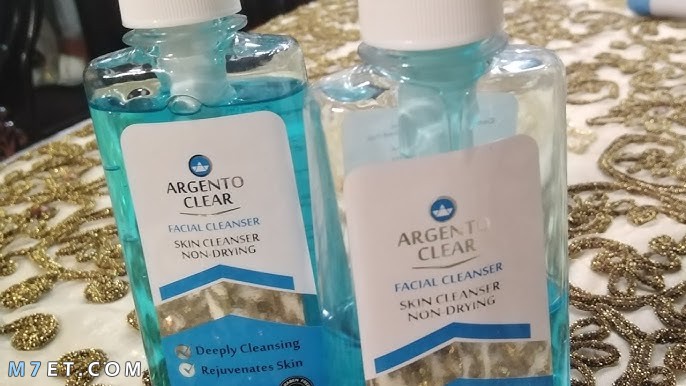 ARGENTO
CLEAR
FACIAL CLEANSER
SKIN CLEANSER
NON-DRYING
Deeply Cleansing
Rejuvenates Skin
ARGENTO
CLEAR
FACIAL CLEANSER
SKIN CLEANSER
NON-DRYING
M7ET.COM